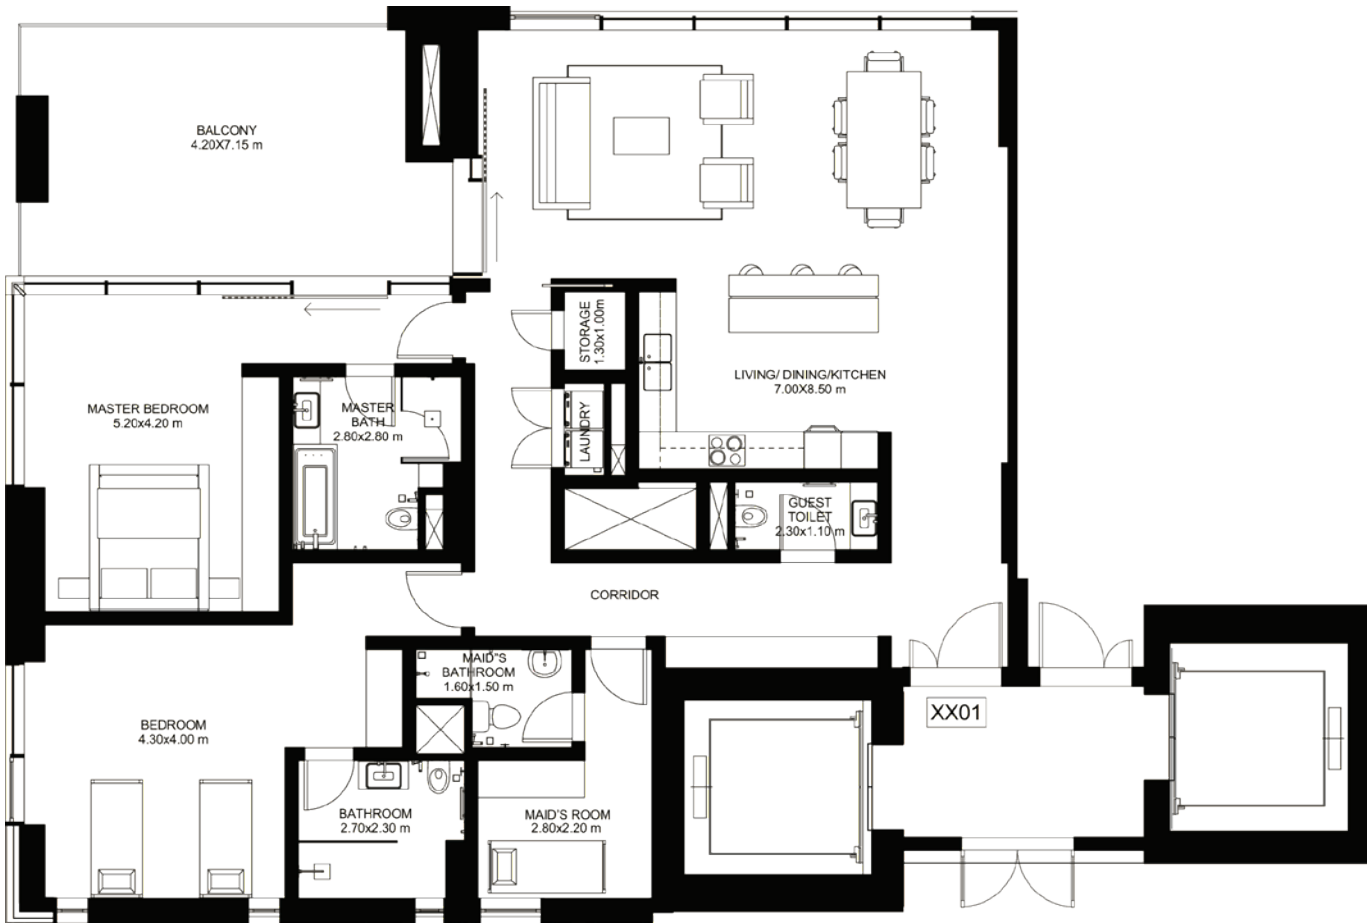 BALCONY
4.20X7.15 m
STORAGE
1.30x1.00m
LIVING/ DINING/KITCHEN
7.00X8.50 m
MASTER BEDROOM
5.20x4.20 m
MASTER
BATH
2.80x2.80 m
LAUNDRY
GUEST
TOILET
2.30x1.10 m
CORRIDOR
MAID"S
BATHROOM
1.60x1.50 m
XX01
BEDROOM
4.30x4.00 m
BATHROOM
2.70x2.30 m
MAID'S ROOM
2.80x2.20 m